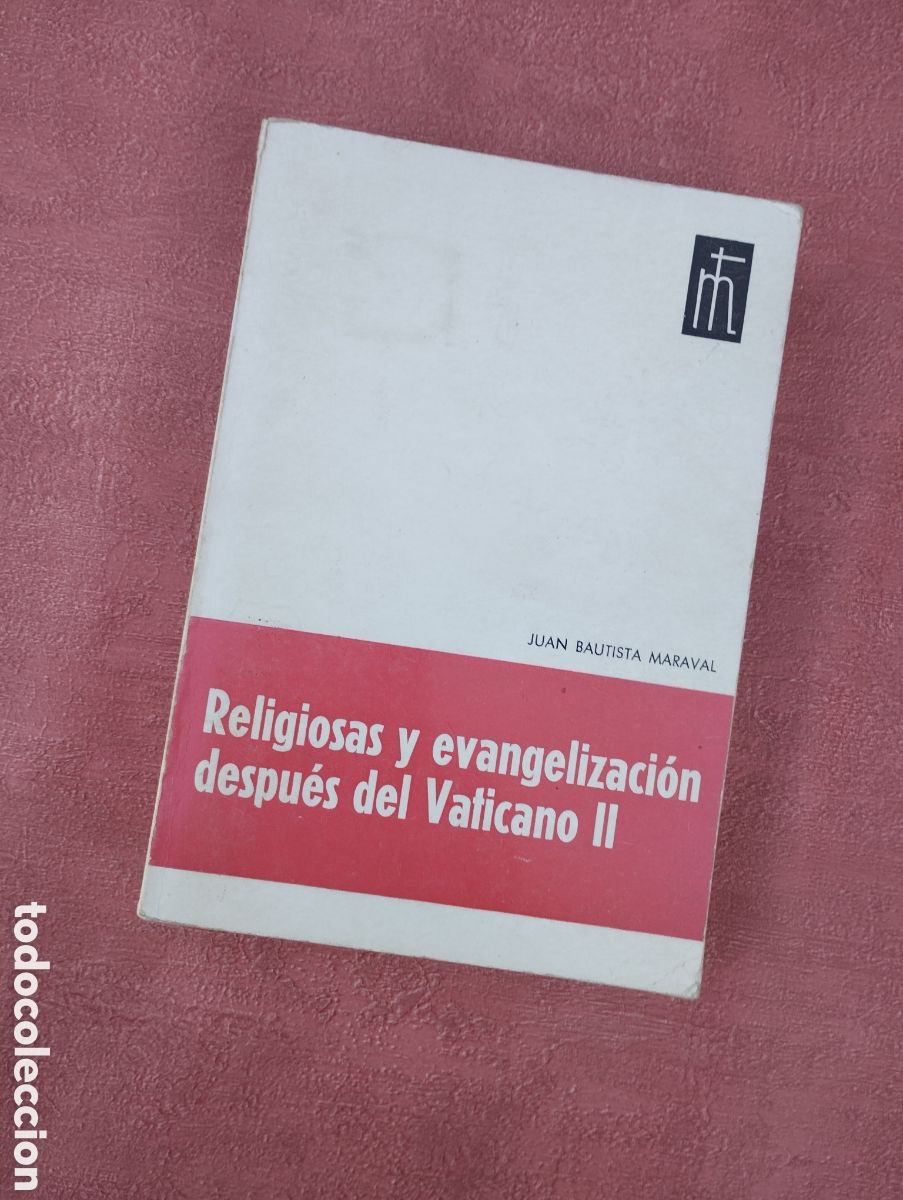 JUAN BAUTISTA MARAVAL
Religiosas y evangelización
después del Vaticano II
todocoleccion